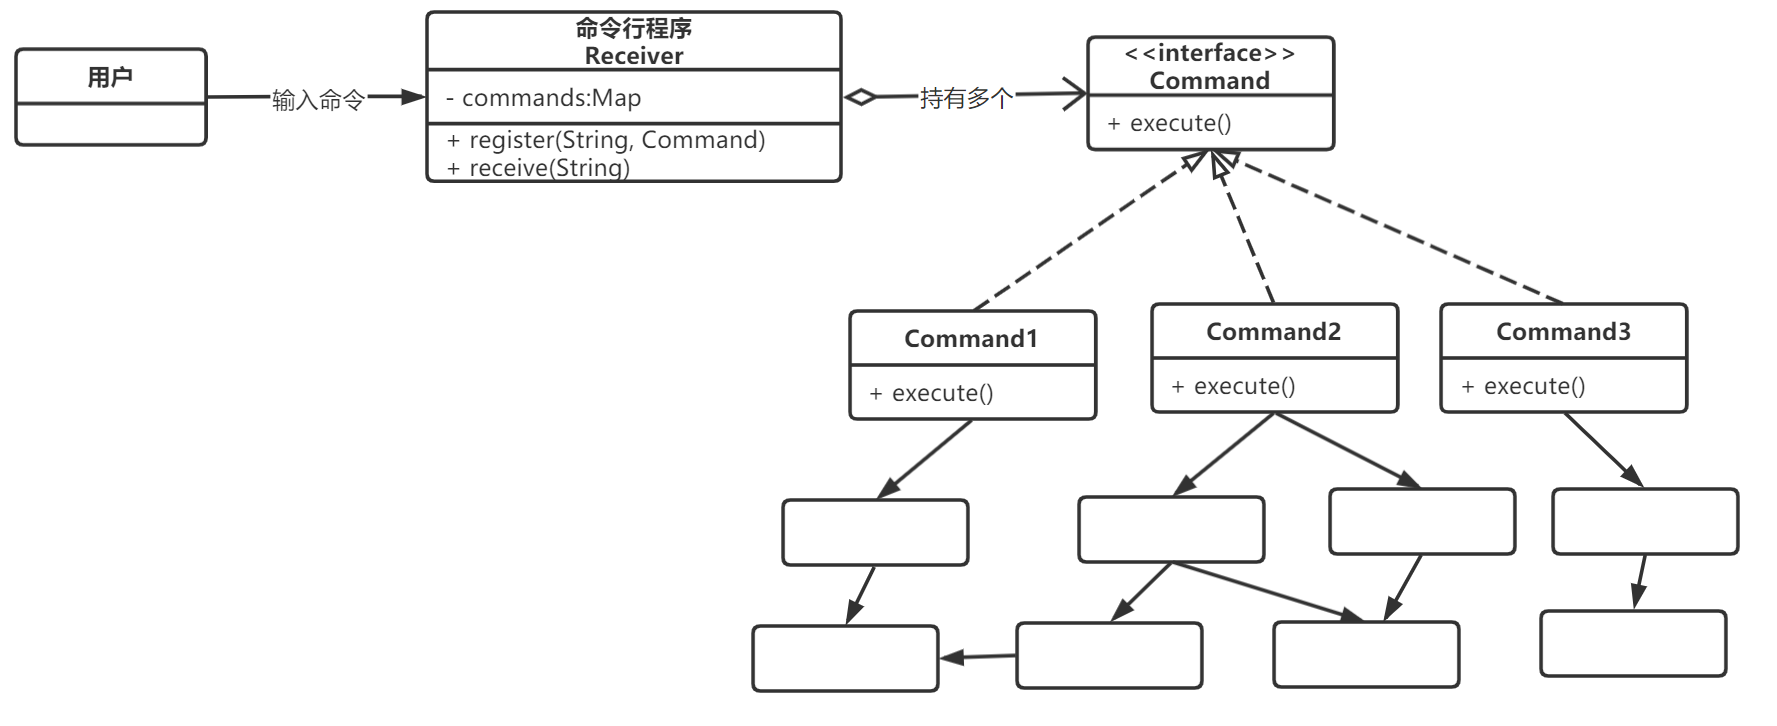 用户
输入命令
命令行程序
Receiver
- commands:Map
+ register(String, Command)
+ receive(String)
持有多个
<<interface>>
Command
+ execute()
Command1
+ execute()
Command2
+ execute()
Command3
+ execute()